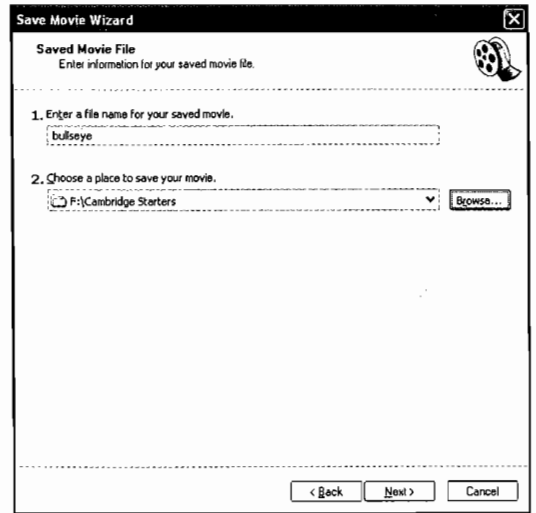 Save Movie Wizard
Saved Movie File
Enter information for your saved movie file.
1. Enter a file name for your saved movie.
bullseye
2. Choose a place to save your movie.
F:\Cambridge Starters
Browse...
< Back
Next >
Cancel